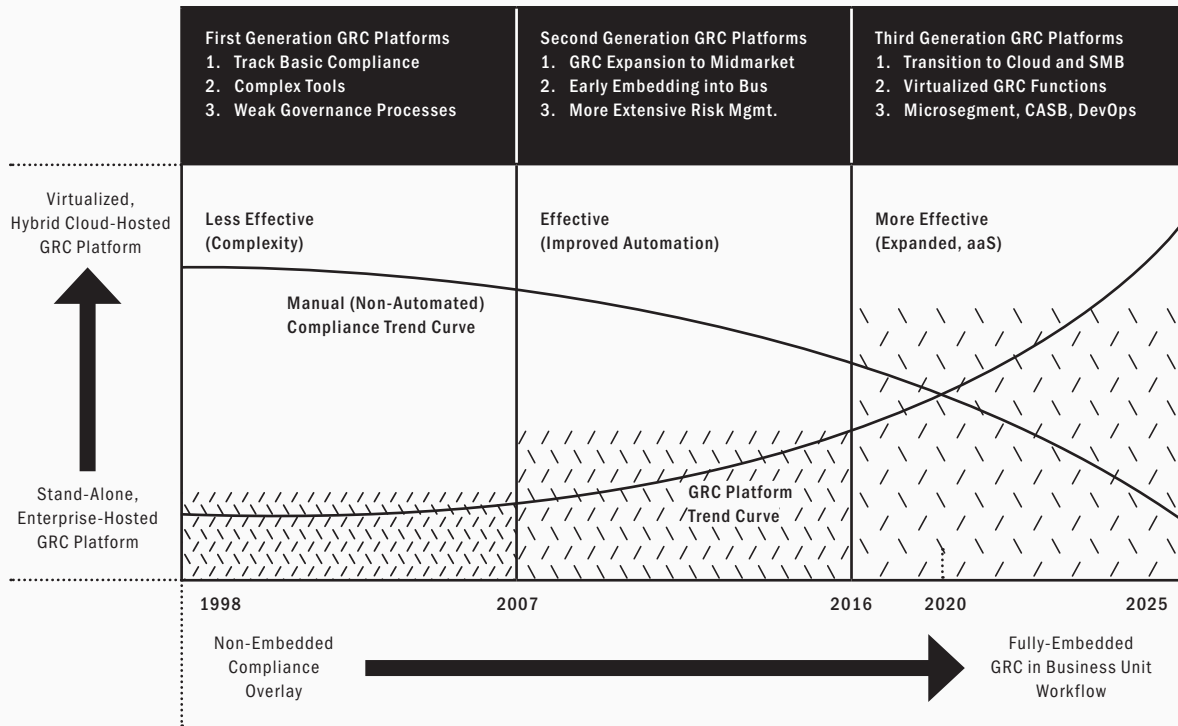 First Generation GRC Platforms
1. Track Basic Compliance
2. Complex Tools
3. Weak Governance Processes
Second Generation GRC Platforms
1. GRC Expansion to Midmarket
2. Early Embedding into Bus
3. More Extensive Risk Mgmt.
Third Generation GRC Platforms
1. Transition to Cloud and SMB
2. Virtualized GRC Functions
3. Microsegment, CASB, DevOps
Virtualized,
Hybrid Cloud-Hosted
GRC Platform
Less Effective
(Complexity)
Effective
(Improved Automation)
More Effective
(Expanded, aaS)
Manual (Non-Automated)
Compliance Trend Curve
Stand-Alone,
Enterprise-Hosted
GRC Platform
GRC Platform
Trend Curve
1998
2007
2016
2020
2025
Non-Embedded
Compliance
Overlay
Fully-Embedded
GRC in Business Unit
Workflow